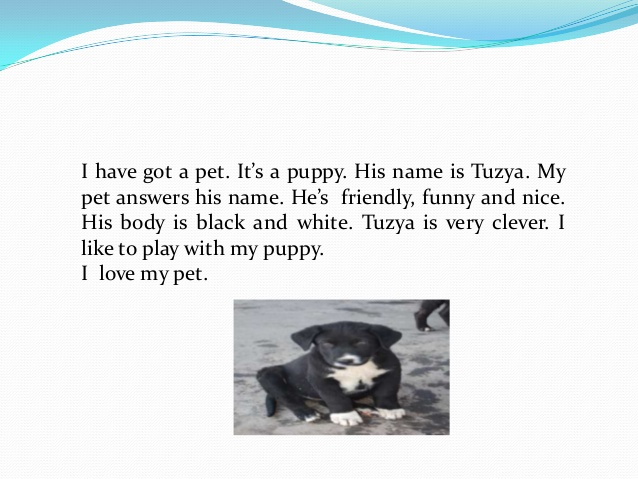 I have got a pet. It’s a puppy. His name is Tuzya. My
pet answers his name. He’s  friendly, funny and nice.
His body is black and white. Tuzya is very clever. I
like to play with my puppy.
I  love my pet.